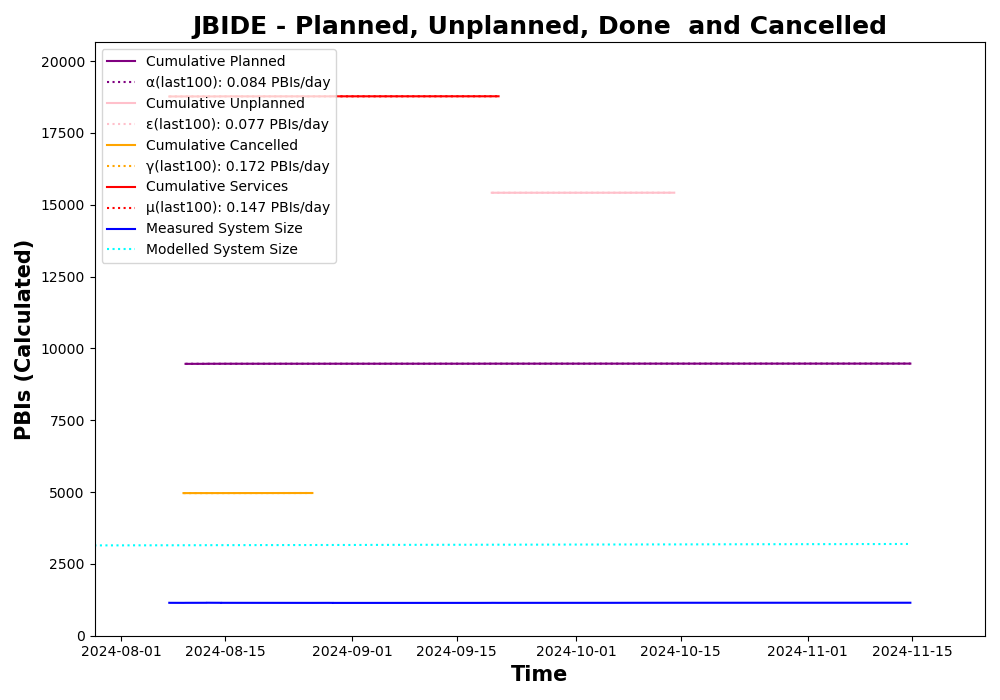 JBIDE - Planned, Unplanned, Done  and Cancelled
PBIs (Calculated)
20000
17500
15000
12500
10000
7500
5000
2500
0
Cumulative Planned
α(last100): 0.084 PBIs/day
Cumulative Unplanned
ε(last100): 0.077 PBIs/day
Cumulative Cancelled
γ(last100): 0.172 PBIs/day
Cumulative Services
μ(last100): 0.147 PBIs/day
Measured System Size
Modelled System Size
2024-08-01 2024-08-15 2024-09-01 2024-09-15 2024-10-01 2024-10-15 2024-11-01 2024-11-15
Time